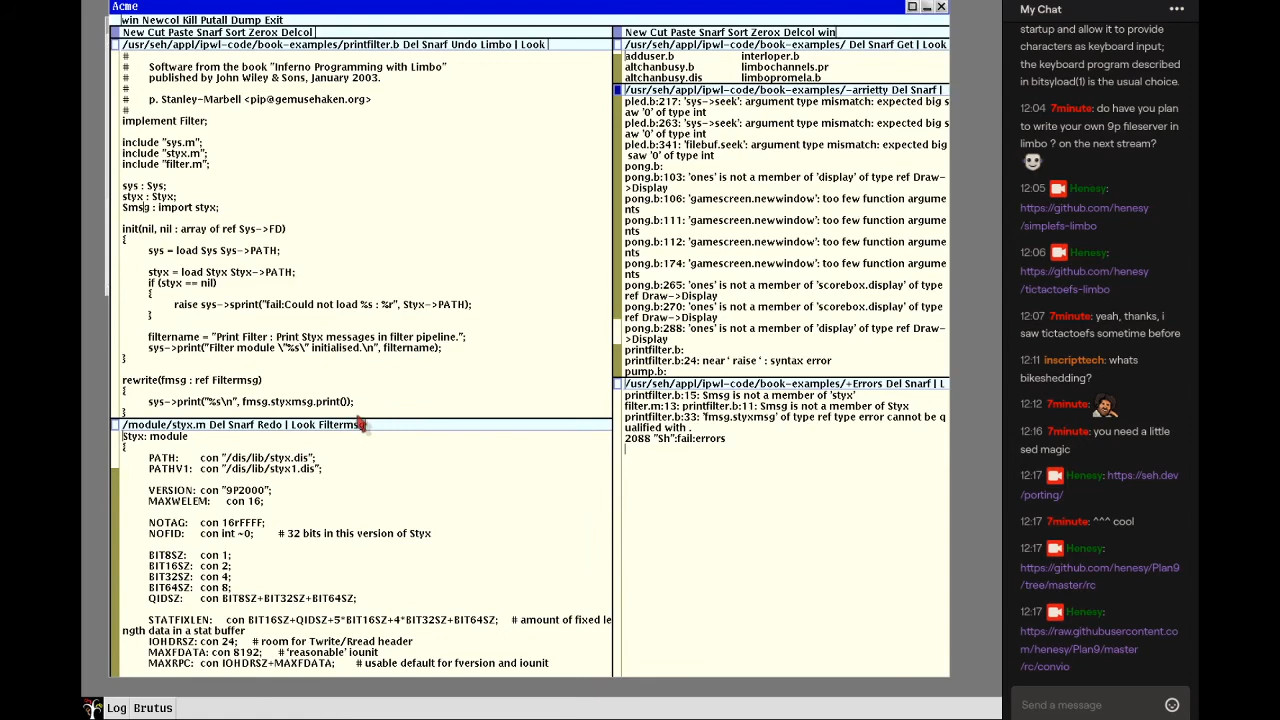 Acme
win Newcol Kill Putall Dump Exit
New Cut Paste Snarf Sort Zerox Delcol
/usr/seh/appl/ipwl-code/book-examples/printfilter.b Del Snarf Undo Limbo | Look
#
# Software from the book "Inferno Programming with Limbo"
# published by John Wiley & Sons, January 2003.
#
# p. Stanley-Marbell <pip@gemusehaken.org>
#
implement Filter;
include "sys.m";
include "styx.m";
include "filter.m";
sys : Sys;
styx : Styx;
Smsg : import styx;
init(nil, nil : array of ref Sys->FD)
{
sys = load Sys Sys->PATH;
styx = load Styx Styx->PATH;
if (styx == nil)
{
raise sys->sprint("fail:Could not load %s : %r", Styx->PATH);
}
filtername = "Print Filter : Print Styx messages in filter pipeline.";
sys->print("Filter module \"%s\" initialised.\n", filtername);
}
rewrite(fmsg : ref Filtermsg)
{
sys->print("%s\n", fmsg.styxmsg.print());
}
/module/styx.m Del Snarf Redo | Look Filtermsg
Styx: module
{
PATH: con "/dis/lib/styx.dis";
PATHV1: con "/dis/lib/styx1.dis";
VERSION: con "9P2000";
MAXWELEM: con 16;
NOTAG: con 16rFFFF;
NOFID: con int ~0; # 32 bits in this version of Styx
BIT8SZ: con 1;
BIT16SZ: con 2;
BIT32SZ: con 4;
BIT64SZ: con 8;
QIDSZ: con BIT8SZ+BIT32SZ+BIT64SZ;
STATFIXLEN: con BIT16SZ+QIDSZ+5*BIT16SZ+4*BIT32SZ+BIT64SZ; # amount of fixed le
ngth data in a stat buffer
IOHDRSZ: con 24; # room for Twrite/Rread header
MAXFDATA: con 8192; # ‘reasonable’ iounit
MAXRPC: con IOHDRSZ+MAXFDATA; # usable default for fversion and iounit
New Cut Paste Snarf Sort Zerox Delcol win
/usr/seh/appl/ipwl-code/book-examples/ Del Snarf Get | Look
adduser.b interloper.b
altchanbusy.b limbochannels.pr
altchanbusy.dis limbopromela.b
/usr/seh/appl/ipwl-code/book-examples/-arrietty Del Snarf |
pled.b:217: 'sys->seek': argument type mismatch: expected big s
aw '0' of type int
pled.b:263: 'sys->seek': argument type mismatch: expected big s
aw '0' of type int
pled.b:341: 'filebuf.seek': argument type mismatch: expected big
saw '0' of type int
pong.b:
pong.b:103: 'ones' is not a member of 'display' of type ref Draw-
>Display
pong.b:106: 'gamescreen.newwindow': too few function argume
nts
pong.b:111: 'gamescreen.newwindow': too few function argume
nts
pong.b:112: 'gamescreen.newwindow': too few function argume
nts
pong.b:174: 'gamescreen.newwindow': too few function argume
nts
pong.b:265: 'ones' is not a member of 'scorebox.display' of type
ref Draw->Display
pong.b:270: 'ones' is not a member of 'scorebox.display' of type
ref Draw->Display
pong.b:288: 'ones' is not a member of 'display' of type ref Draw-
>Display
printfilter.b:
printfilter.b:24: near ‘ raise ‘ : syntax error
pump.b:
/usr/seh/appl/ipwl-code/book-examples/+Errors Del Snarf | L
printfilter.b:15: Smsg is not a member of 'styx'
filter.m:13: printfilter.b:11: Smsg is not a member of Styx
printfilter.b:33: 'fmsg.styxmsg' of type ref type error cannot be q
ualified with .
2088 "Sh":fail:errors
Log Brutus
My Chat
startup and allow it to provide
characters as keyboard input;
the keyboard program described
in bitsyload(1) is the usual choice.
12:04 7minute: do have you plan
to write your own 9p fileserver in
limbo ? on the next stream?
12:05 Henesy:
https://github.com/henesy
/simplefs-limbo
12:06 Henesy:
https://github.com/henesy
/tictactoefs-limbo
12:07 7minute: yeah, thanks, i
saw tictactoefs sometime before
12:11 inscripttech: whats
bikeshedding?
12:12 7minute:
12:16 7minute: you need a little
sed magic
12:17 Henesy: https://seh.dev
/porting/
12:17 7minute: ^^^ cool
12:17 Henesy:
https://github.com/henesy/Plan9
/tree/master/rc
12:17 Henesy:
https://raw.githubusercontent.co
m/henesy/Plan9/master
/rc/convio
Send a message